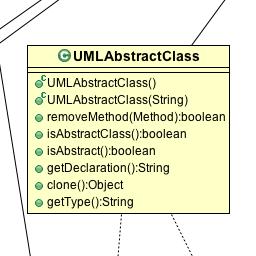 UMLAbstractClass
UMLAbstractClass()
UMLAbstractClass(String)
removeMethod(Method):boolean
isAbstractClass():boolean
isAbstract():boolean
getDeclaration():String
clone():Object
getType():String